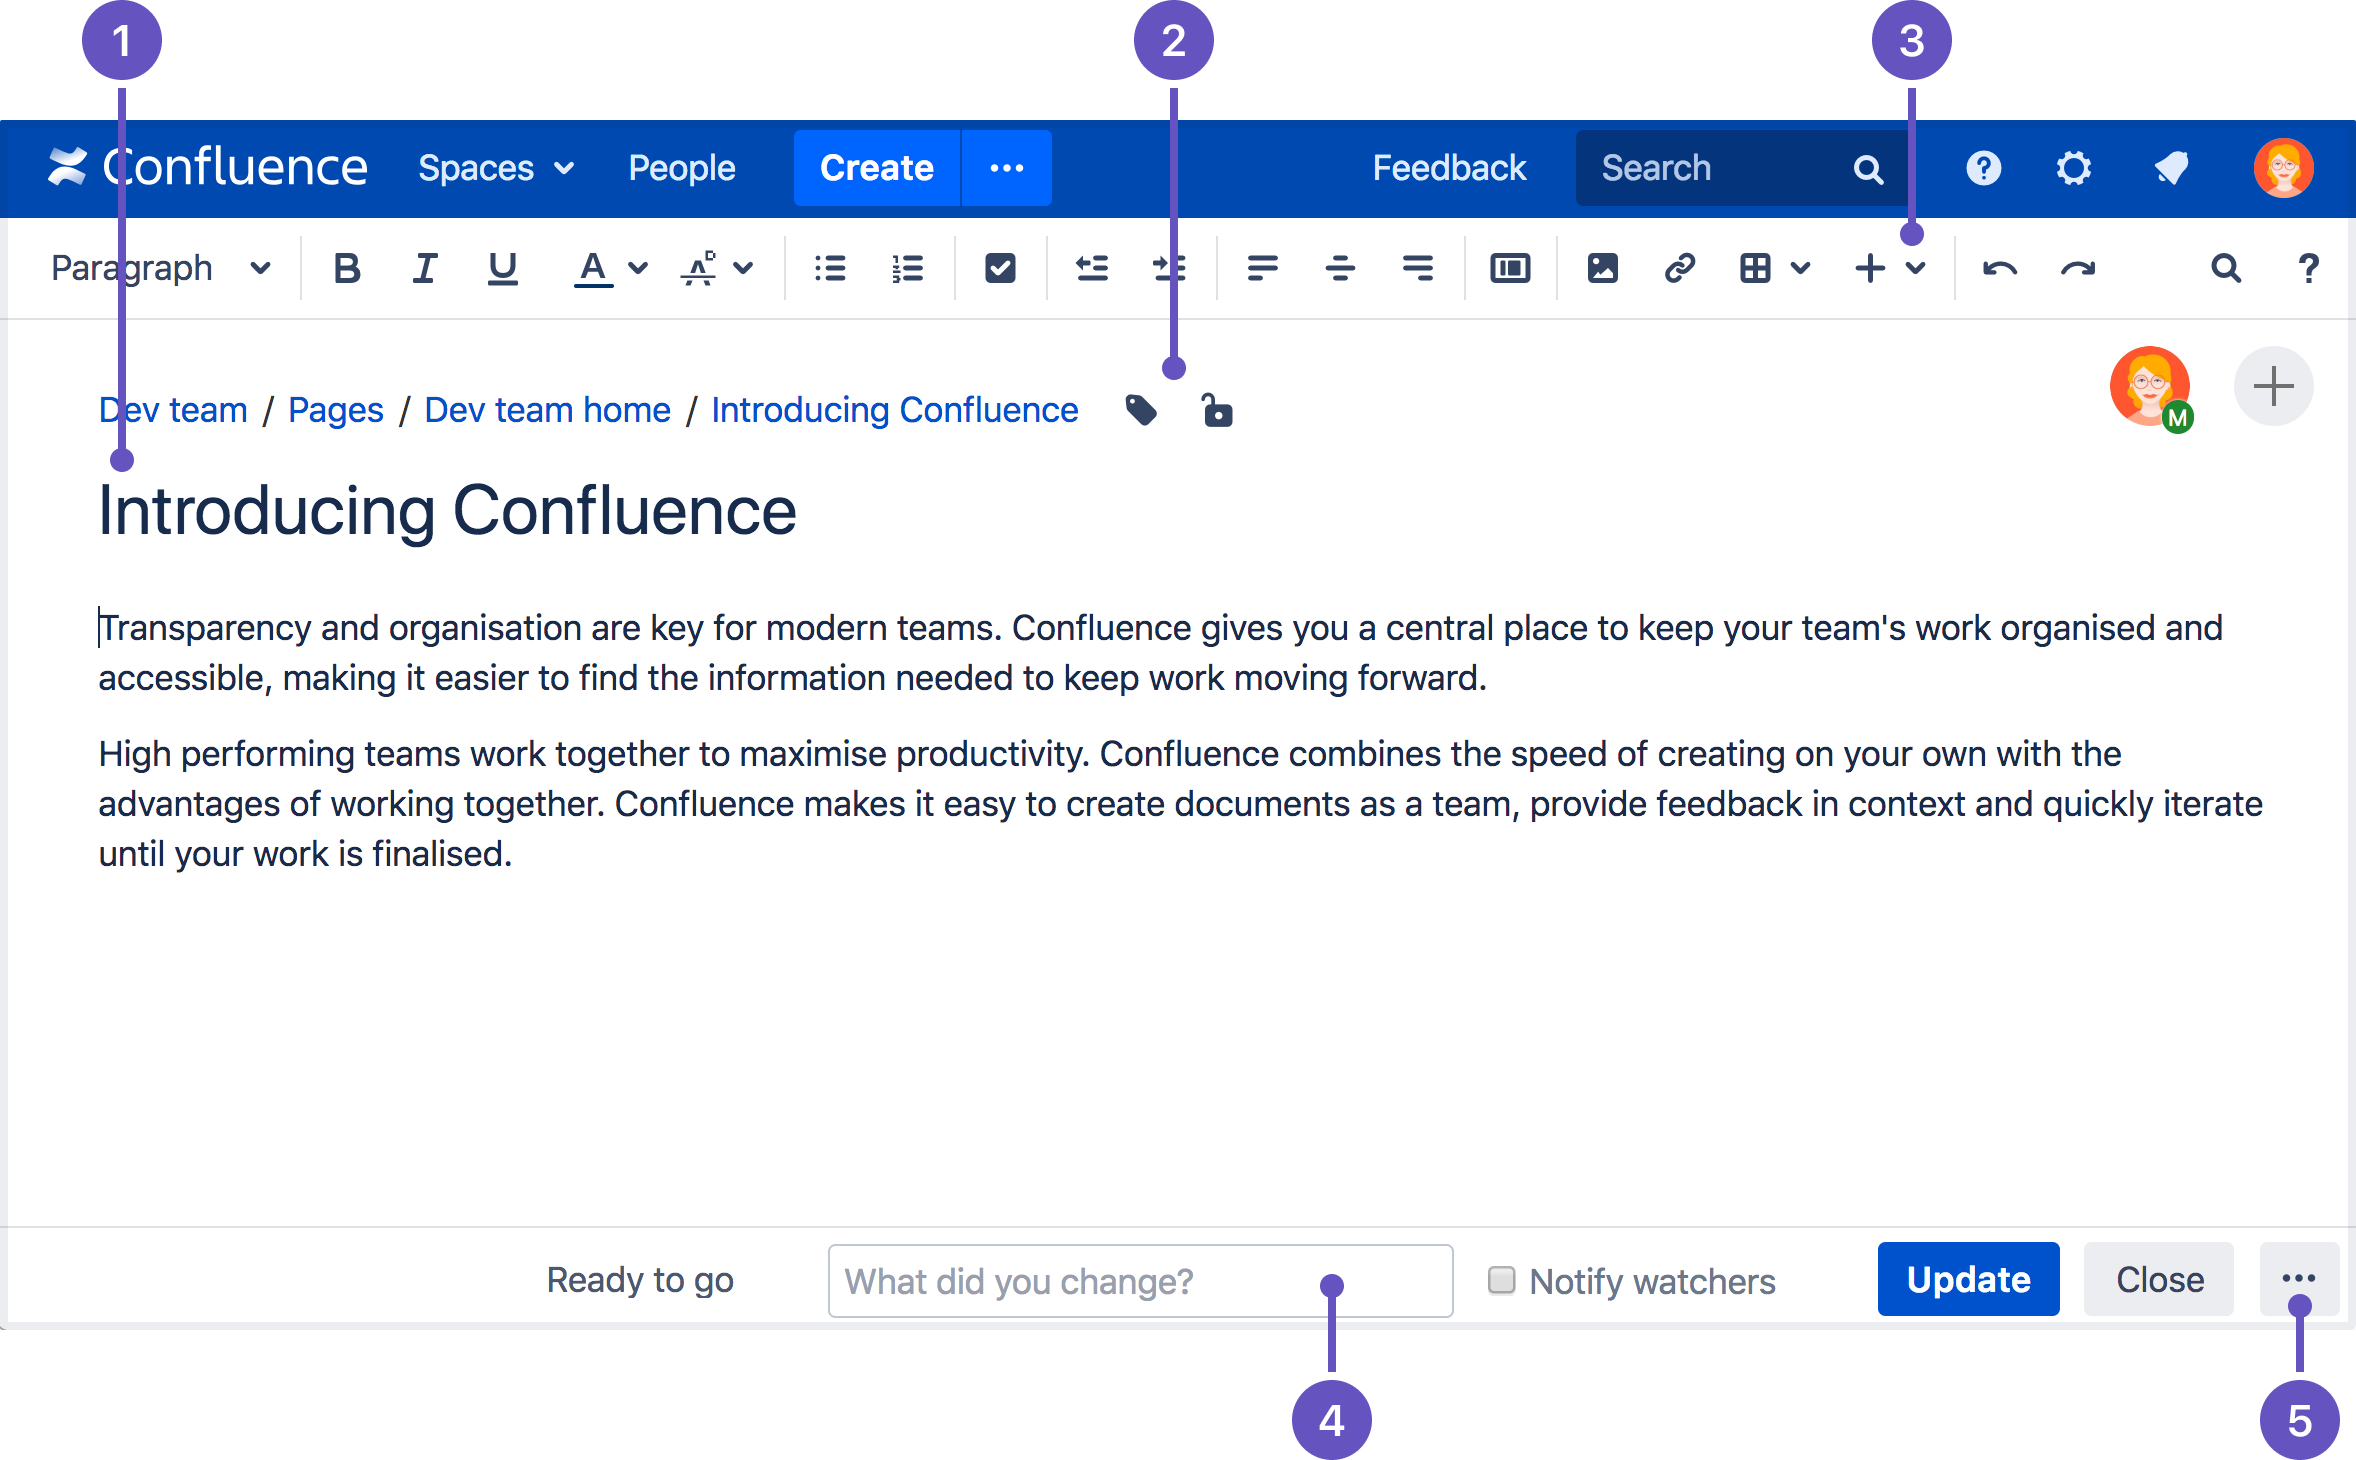 1 2 3
Confluence Spaces People Create ••• Feedback Search ?
Paragraph B I U A ?
Dev team / Pages / Dev team home / Introducing Confluence
M
Introducing Confluence
Transparency and organisation are key for modern teams. Confluence gives you a central place to keep your team's work organised and
accessible, making it easier to find the information needed to keep work moving forward.
High performing teams work together to maximise productivity. Confluence combines the speed of creating on your own with the
advantages of working together. Confluence makes it easy to create documents as a team, provide feedback in context and quickly iterate
until your work is finalised.
Ready to go What did you change? Notify watchers Update Close •••
4 5